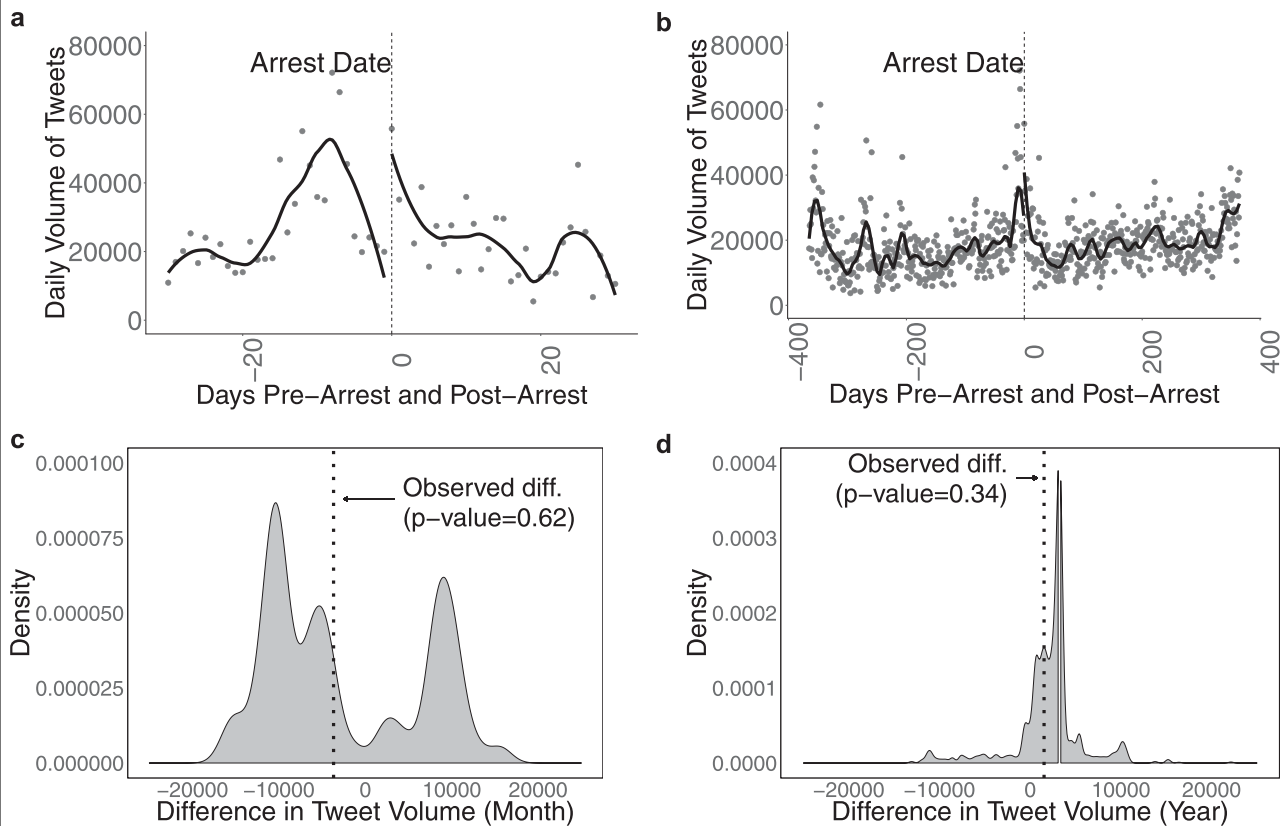 a
Daily Volume of Tweets
80000
60000
40000
20000
0
Arrest Date
−20
0
20
Days Pre−Arrest and Post−Arrest
b
Daily Volume of Tweets
80000
60000
40000
20000
0
Arrest Date
−400
−200
0
200
400
Days Pre−Arrest and Post−Arrest
c
Density
0.000100
0.000075
0.000050
0.000025
0.000000
Observed diff.
(p−value=0.62)
−20000 −10000 0 10000 20000
Difference in Tweet Volume (Month)
d
Density
0.0004
0.0003
0.0002
0.0001
0.0000
Observed diff.
(p−value=0.34)
−20000 −10000 0 10000 20000
Difference in Tweet Volume (Year)